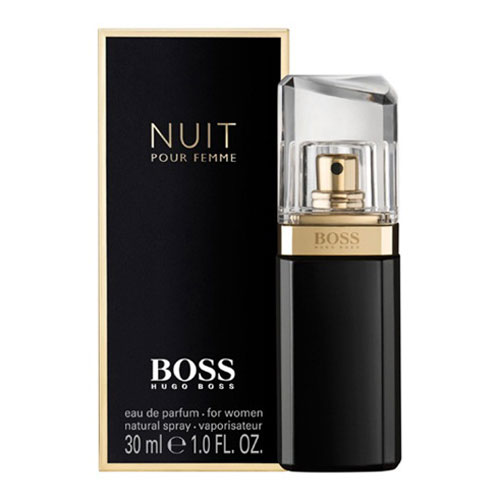 NUIT
POUR FEMME
BOSS
HUGO BOSS
eau de parfum - for women
natural spray - vaporisateur
30 ml e 1.0 FL. OZ.
BOSS
HUGO BOSS